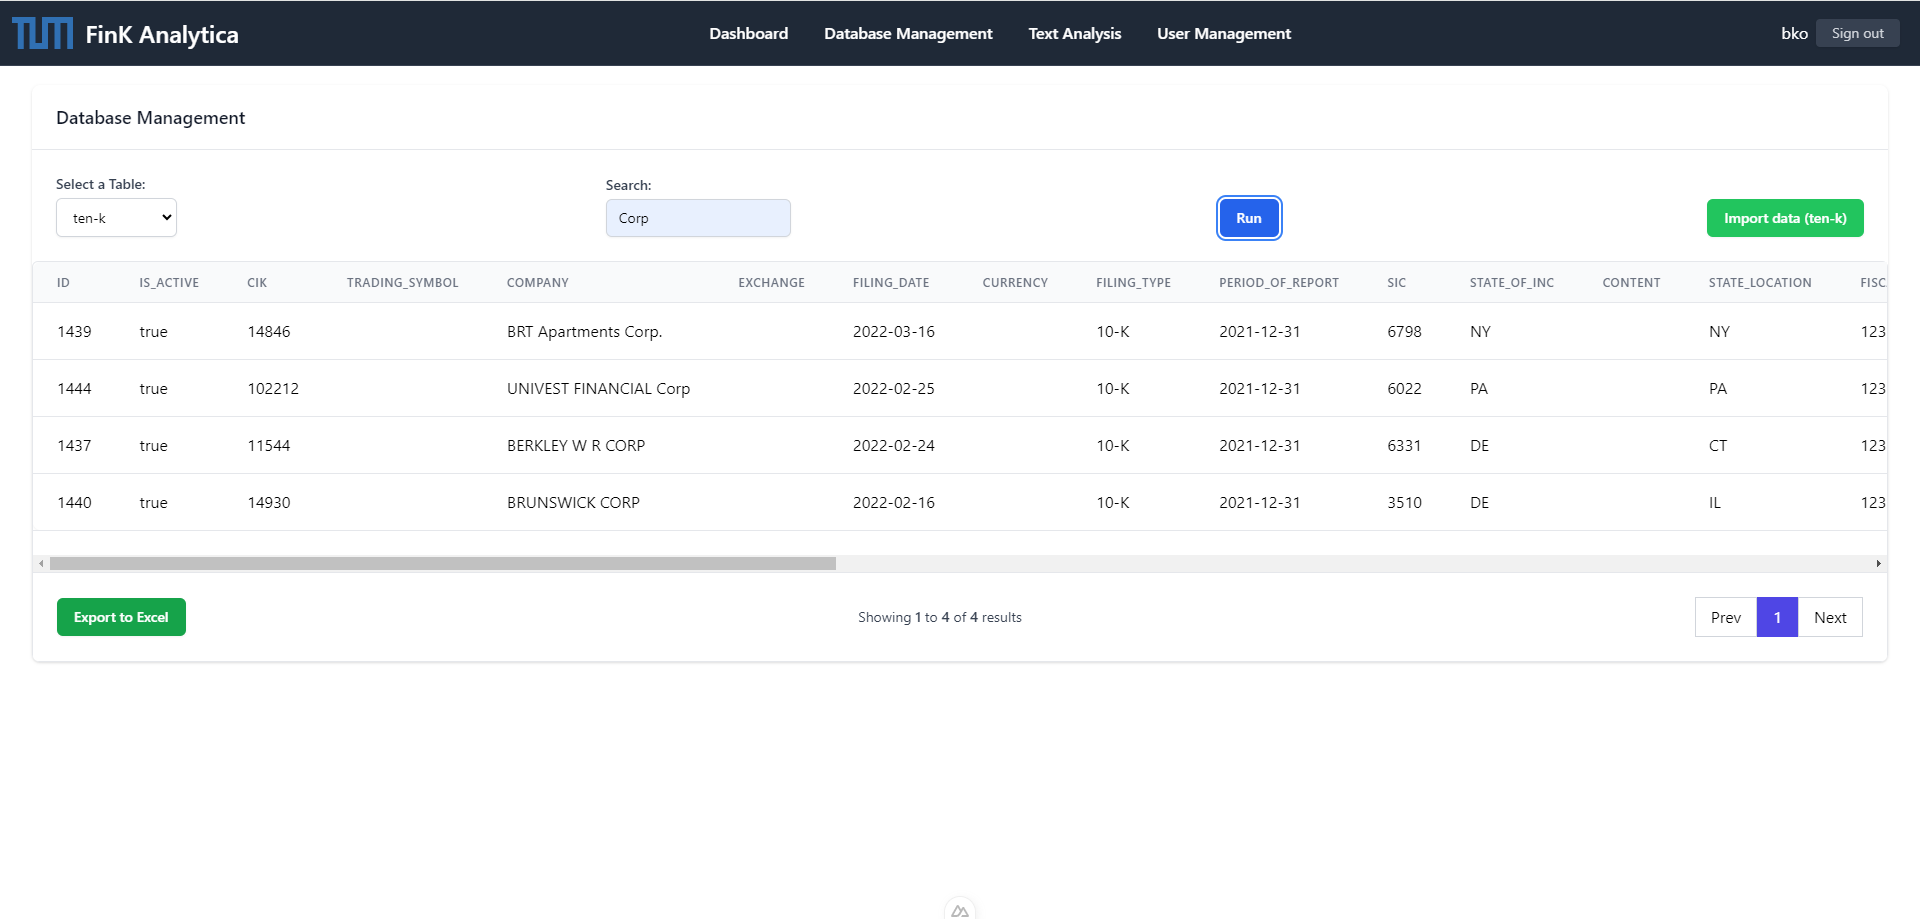 TUM FinK Analytica Dashboard Database Management Text Analysis User Management bko Sign out
Database Management
Select a Table: Search:
ten-k Corp Run Import data (ten-k)
ID IS_ACTIVE CIK TRADING_SYMBOL COMPANY EXCHANGE FILING_DATE CURRENCY FILING_TYPE PERIOD_OF_REPORT SIC STATE_OF_INC CONTENT STATE_LOCATION FISC
1439 true 14846 BRT Apartments Corp. 2022-03-16 10-K 2021-12-31 6798 NY NY 123
1444 true 102212 UNIVEST FINANCIAL Corp 2022-02-25 10-K 2021-12-31 6022 PA PA 123
1437 true 11544 BERKLEY W R CORP 2022-02-24 10-K 2021-12-31 6331 DE CT 123
1440 true 14930 BRUNSWICK CORP 2022-02-16 10-K 2021-12-31 3510 DE IL 123
Export to Excel Showing 1 to 4 of 4 results Prev 1 Next